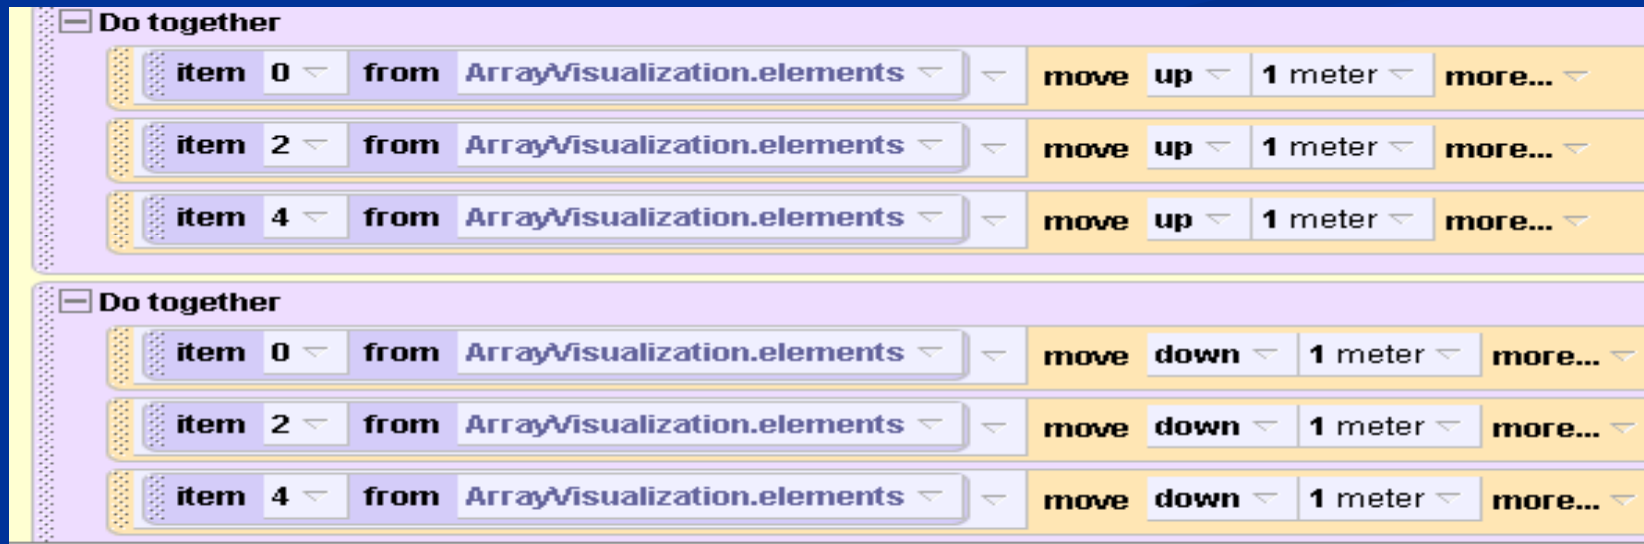 Do together
item 0 from ArrayVisualization.elements move up 1 meter more...
item 2 from ArrayVisualization.elements move up 1 meter more...
item 4 from ArrayVisualization.elements move up 1 meter more...
Do together
item 0 from ArrayVisualization.elements move down 1 meter more...
item 2 from ArrayVisualization.elements move down 1 meter more...
item 4 from ArrayVisualization.elements move down 1 meter more...